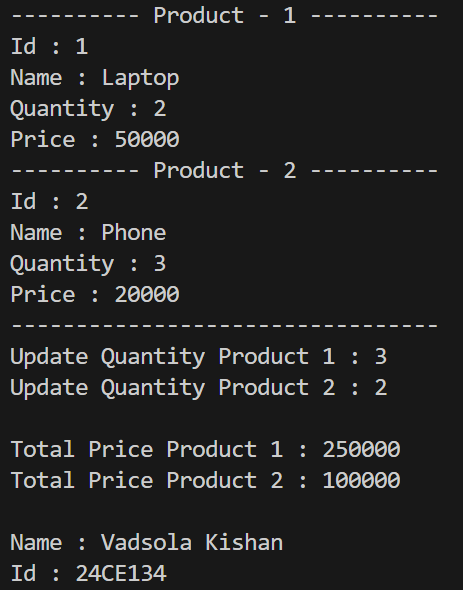 ---------- Product - 1 ----------
Id : 1
Name : Laptop
Quantity : 2
Price : 50000
---------- Product - 2 ----------
Id : 2
Name : Phone
Quantity : 3
Price : 20000
---------------------------------
Update Quantity Product 1 : 3
Update Quantity Product 2 : 2

Total Price Product 1 : 250000
Total Price Product 2 : 100000

Name : Vadsola Kishan
Id : 24CE134